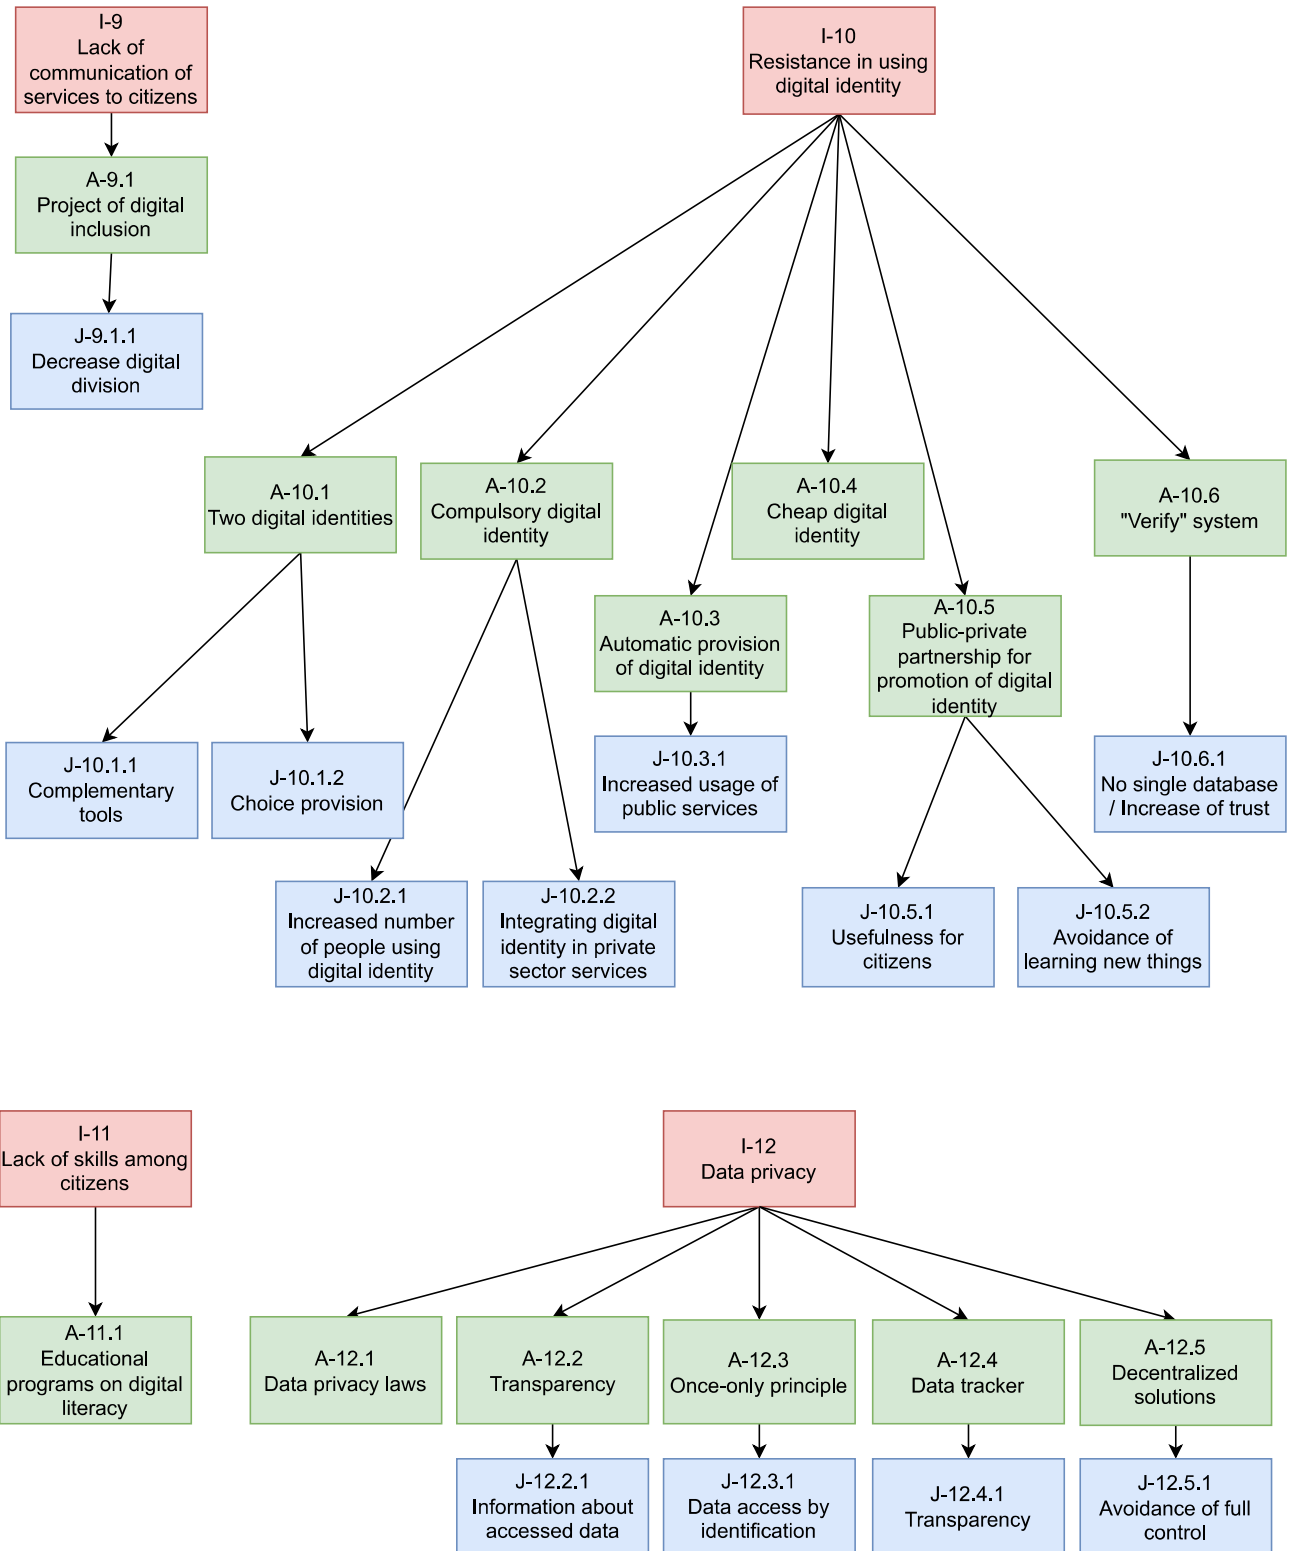 I-9
Lack of
communication of
services to citizens
I-10
Resistance in using
digital identity
A-9.1
Project of digital
inclusion
J-9.1.1
Decrease digital
division
A-10.1
Two digital identities
A-10.2
Compulsory digital
identity
A-10.4
Cheap digital
identity
A-10.6
"Verify" system
A-10.3
Automatic provision
of digital identity
A-10.5
Public-private
partnership for
promotion of digital
identity
J-10.1.1
Complementary
tools
J-10.1.2
Choice provision
J-10.3.1
Increased usage of
public services
J-10.6.1
No single database
/ Increase of trust
J-10.2.1
Increased number
of people using
digital identity
J-10.2.2
Integrating digital
identity in private
sector services
J-10.5.1
Usefulness for
citizens
J-10.5.2
Avoidance of
learning new things
I-11
Lack of skills among
citizens
I-12
Data privacy
A-11.1
Educational
programs on digital
literacy
A-12.1
Data privacy laws
A-12.2
Transparency
A-12.3
Once-only principle
A-12.4
Data tracker
A-12.5
Decentralized
solutions
J-12.2.1
Information about
accessed data
J-12.3.1
Data access by
identification
J-12.4.1
Transparency
J-12.5.1
Avoidance of full
control